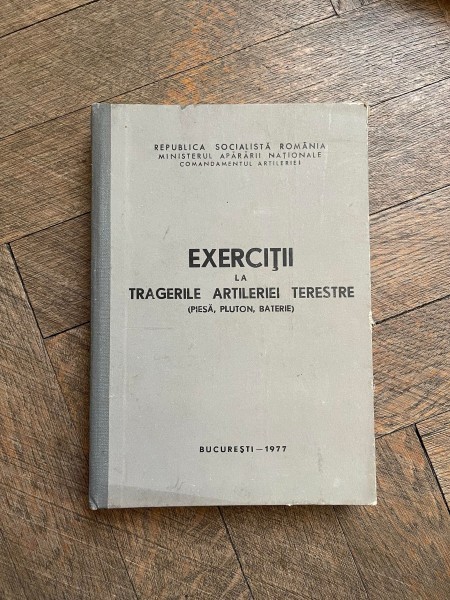 REPUBLICA SOCIALISTĂ ROMÂNIA
MINISTERUL APĂRĂRII NAȚIONALE
COMANDAMENTUL ARTILERIEI
EXERCIȚII
LA
TRAGERILE ARTILERIEI TERESTRE
(PIESĂ, PLUTON, BATERIE)
BUCUREȘTI — 1977